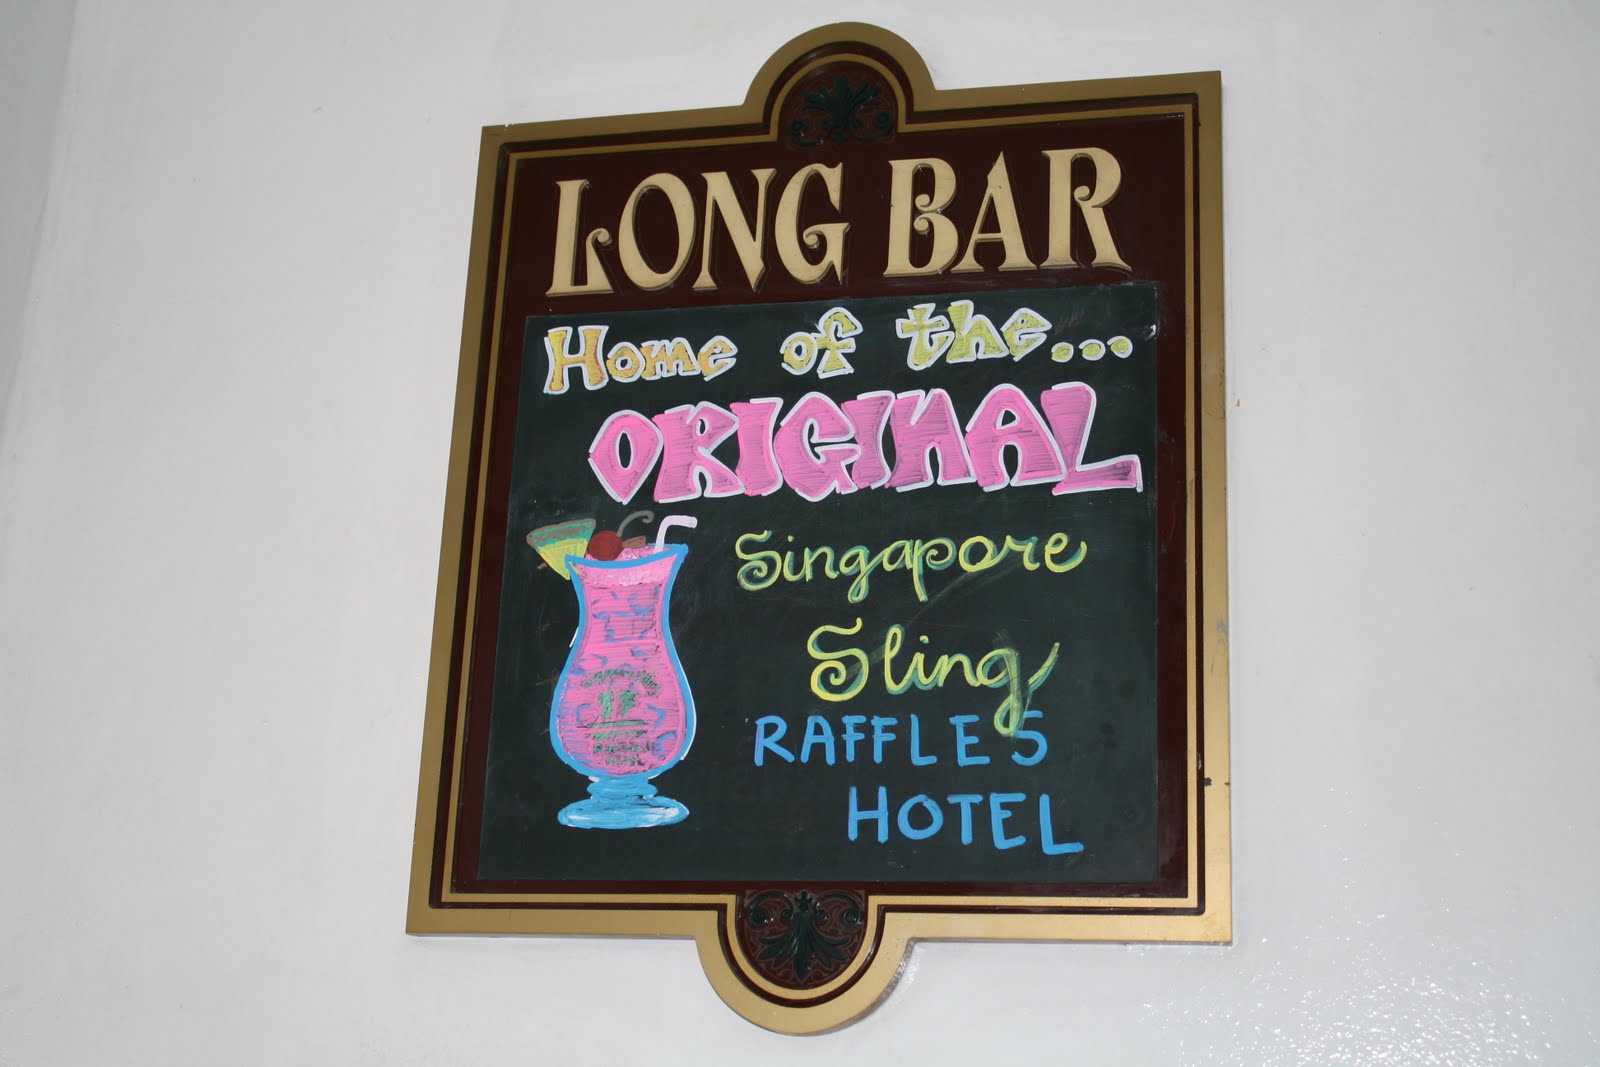 LONG BAR
Home of the...
ORIGINAL
Singapore
Sling
RAFFLES
HOTEL